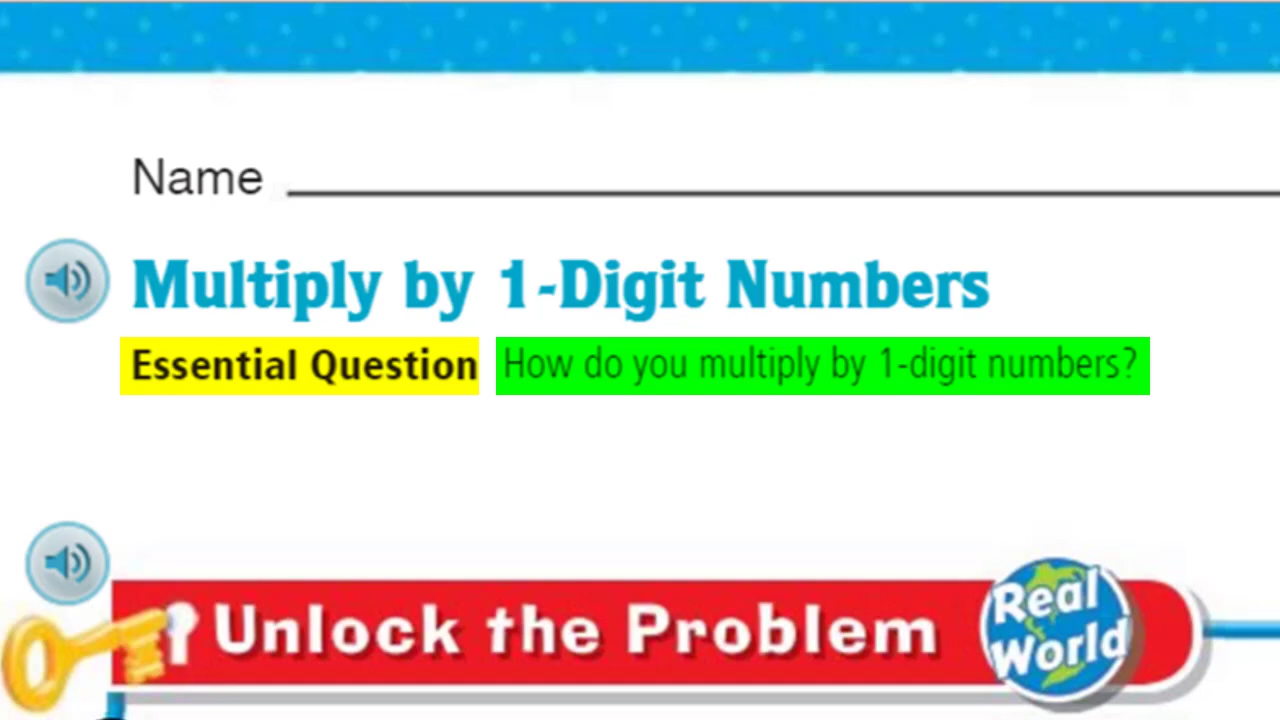 Name
Multiply by 1-Digit Numbers
Essential Question How do you multiply by 1-digit numbers?
Unlock the Problem
Real
World